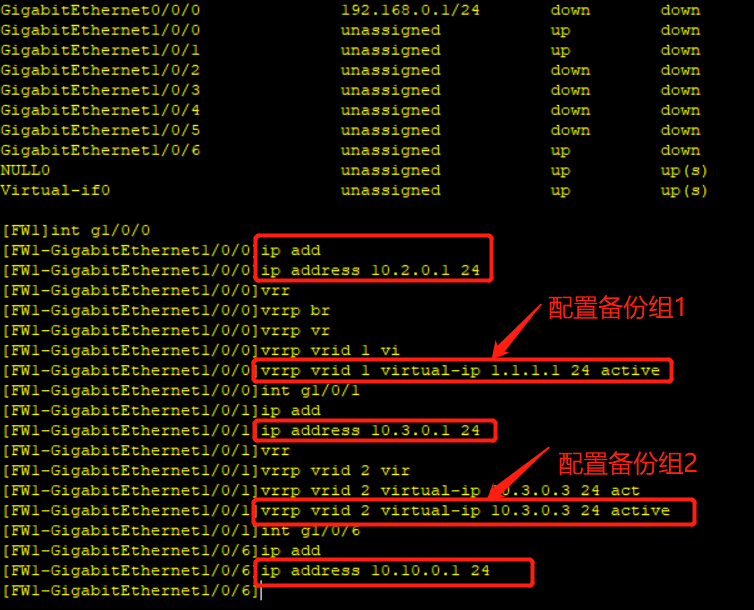 GigabitEthernet0/0/0 192.168.0.1/24 down down
GigabitEthernet1/0/0 unassigned up down
GigabitEthernet1/0/1 unassigned up down
GigabitEthernet1/0/2 unassigned down down
GigabitEthernet1/0/3 unassigned down down
GigabitEthernet1/0/4 unassigned down down
GigabitEthernet1/0/5 unassigned down down
GigabitEthernet1/0/6 unassigned up down
NULL0 unassigned up up(s)
Virtual-if0 unassigned up up(s)
[FW1]int g1/0/0
[FW1-GigabitEthernet1/0/0]ip add
[FW1-GigabitEthernet1/0/0]ip address 10.2.0.1 24
[FW1-GigabitEthernet1/0/0]vrr
[FW1-GigabitEthernet1/0/0]vrrp br
配置备份组1
[FW1-GigabitEthernet1/0/0]vrrp vr
[FW1-GigabitEthernet1/0/0]vrrp vrid 1 vi
[FW1-GigabitEthernet1/0/0]vrrp vrid 1 virtual-ip 1.1.1.1 24 active
[FW1-GigabitEthernet1/0/0]int g1/0/1
[FW1-GigabitEthernet1/0/1]ip add
[FW1-GigabitEthernet1/0/1]ip address 10.3.0.1 24
[FW1-GigabitEthernet1/0/1]vrr
配置备份组2
[FW1-GigabitEthernet1/0/1]vrrp vrid 2 vir
[FW1-GigabitEthernet1/0/1]vrrp vrid 2 virtual-ip 10.3.0.3 24 act
[FW1-GigabitEthernet1/0/1]vrrp vrid 2 virtual-ip 10.3.0.3 24 active
[FW1-GigabitEthernet1/0/1]int g1/0/6
[FW1-GigabitEthernet1/0/6]ip add
[FW1-GigabitEthernet1/0/6]ip address 10.10.0.1 24
[FW1-GigabitEthernet1/0/6]